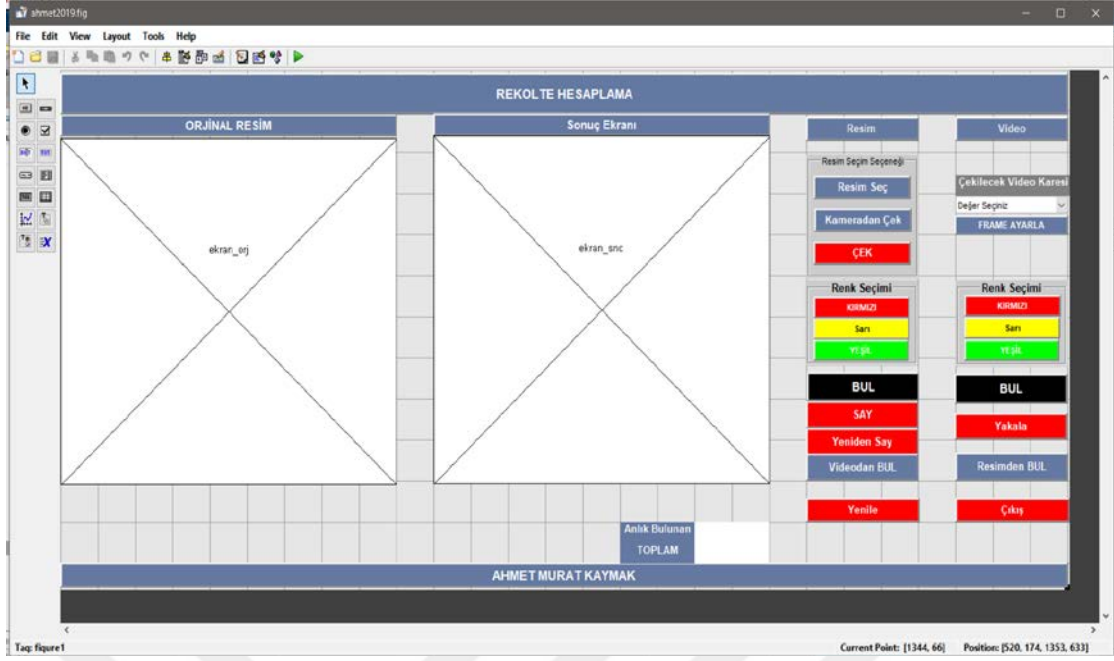 ahmet2019.fig
File Edit View Layout Tools Help
REKOLTE HESAPLAMA
ORJİNAL RESİM
Sonuç Ekranı
ekran_orj
ekran_snc
Resim
Resim Seçim Seçeneği
Resim Seç
Kameradan Çek
ÇEK
Renk Seçimi
KIRMIZI
Sarı
YEŞİL
BUL
SAY
Yeniden Say
Videodan BUL
Yenile
Video
Çekilecek Video Karesi
Değer Seçiniz
FRAME AYARLA
Renk Seçimi
KIRMIZI
Sarı
YEŞİL
BUL
Yakala
Resimden BUL
Çıkış
Anlık Bulunan
TOPLAM
AHMET MURAT KAYMAK
Tag: figure1
Current Point: [1344, 66] Position: [520, 174, 1353, 633]